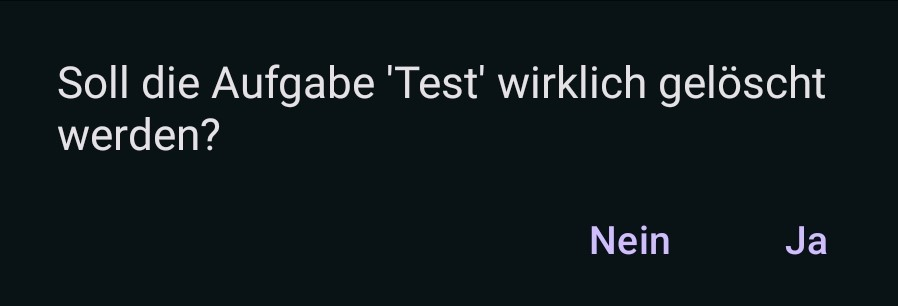 Soll die Aufgabe 'Test' wirklich gelöscht
werden?
Nein Ja